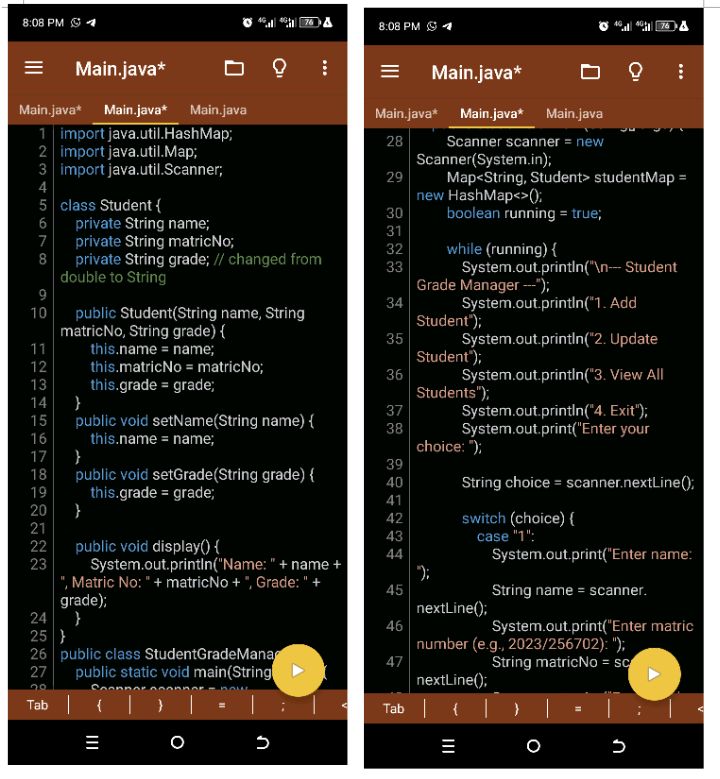 8:08 PM
4G 4G 76
Main.java*
Main.java* Main.java* Main.java
1 import java.util.HashMap;
2 import java.util.Map;
3 import java.util.Scanner;
4
5 class Student {
6 private String name;
7 private String matricNo;
8 private String grade; // changed from
double to String
9
10 public Student(String name, String
matricNo, String grade) {
11 this.name = name;
12 this.matricNo = matricNo;
13 this.grade = grade;
14 }
15 public void setName(String name) {
16 this.name = name;
17 }
18 public void setGrade(String grade) {
19 this.grade = grade;
20 }
21
22 public void display() {
23 System.out.println("Name: " + name +
", Matric No: " + matricNo + ", Grade: " +
grade);
24 }
25 }
26 public class StudentGradeManag
27 public static void main(String {
28 Scanner scanner = new
Tab { } = ; <
8:08 PM
4G 4G 76
Main.java*
Main.java* Main.java* Main.java
28 Scanner scanner = new
Scanner(System.in);
29 Map<String, Student> studentMap =
new HashMap<>();
30 boolean running = true;
31
32 while (running) {
33 System.out.println("\n--- Student
Grade Manager ---");
34 System.out.println("1. Add
Student");
35 System.out.println("2. Update
Student");
36 System.out.println("3. View All
Students");
37 System.out.println("4. Exit");
38 System.out.print("Enter your
choice: ");
39
40 String choice = scanner.nextLine();
41
42 switch (choice) {
43 case "1":
44 System.out.print("Enter name:
");
45 String name = scanner.
nextLine();
46 System.out.print("Enter matric
number (e.g., 2023/256702): ");
47 String matricNo = sc
nextLine();
Tab { } = ; <